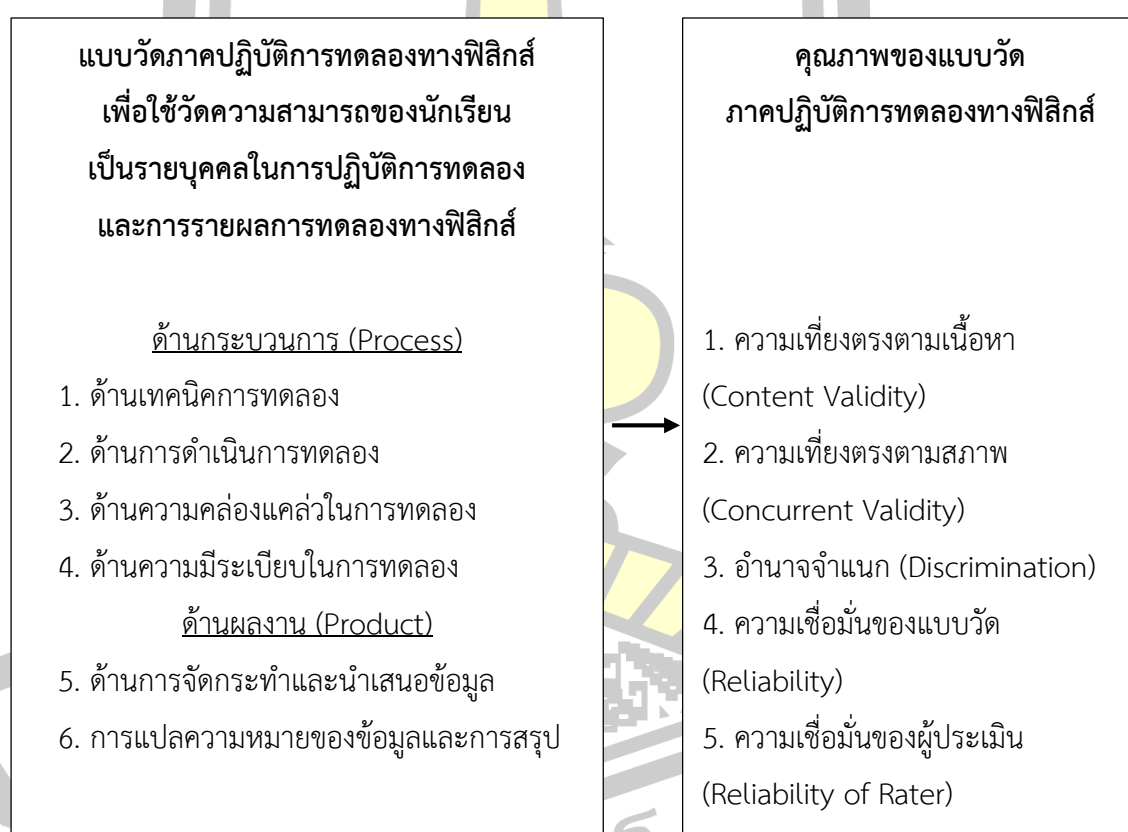 แบบวัดภาคปฏิบัติการทดลองทางฟิสิกส์
เพื่อใช้วัดความสามารถของนักเรียน
เป็นรายบุคคลในการปฏิบัติการทดลอง
และการรายผลการทดลองทางฟิสิกส์
ด้านกระบวนการ (Process)
1. ด้านเทคนิคการทดลอง
2. ด้านการดำเนินการทดลอง
3. ด้านความคล่องแคล่วในการทดลอง
4. ด้านความมีระเบียบในการทดลอง
ด้านผลงาน (Product)
5. ด้านการจัดกระทำและนำเสนอข้อมูล
6. การแปลความหมายของข้อมูลและการสรุป
คุณภาพของแบบวัด
ภาคปฏิบัติการทดลองทางฟิสิกส์
1. ความเที่ยงตรงตามเนื้อหา
(Content Validity)
2. ความเที่ยงตรงตามสภาพ
(Concurrent Validity)
3. อำนาจจำแนก (Discrimination)
4. ความเชื่อมั่นของแบบวัด
(Reliability)
5. ความเชื่อมั่นของผู้ประเมิน
(Reliability of Rater)